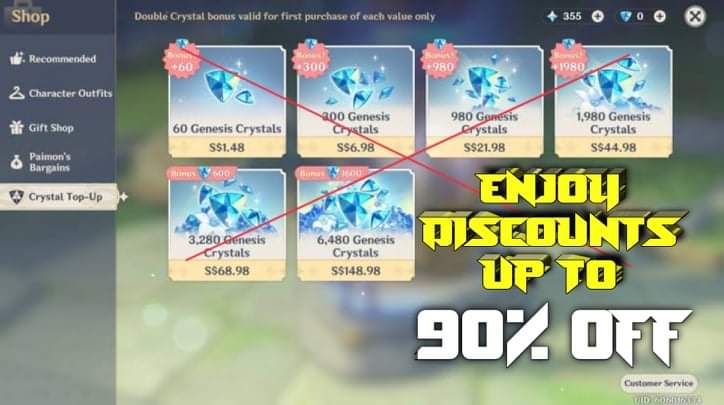 Shop
Double Crystal bonus valid for first purchase of each value only
355
0
Recommended
Character Outfits
Gift Shop
Paimon's
Bargains
Crystal Top-Up
Bonus
+60
60 Genesis Crystals
S$1.48
Bonus
+300
300 Genesis
Crystals
S$6.98
Bonus
+980
980 Genesis
Crystals
S$21.98
Bonus
+1980
1,980 Genesis
Crystals
S$44.98
Bonus 600
3,280 Genesis
Crystals
S$68.98
Bonus 1600
6,480 Genesis
Crystals
S$148.98
ENJOY
DISCOUNTS
UP TO
90% OFF
Customer Service